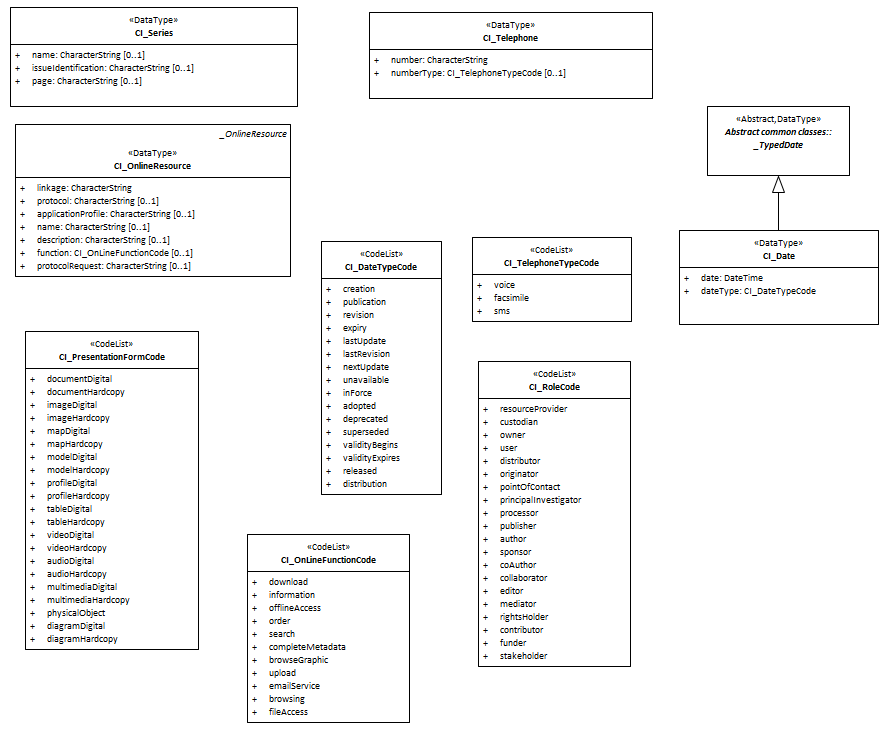 «DataType»
CI_Series
+ name: CharacterString [0..1]
+ issueIdentification: CharacterString [0..1]
+ page: CharacterString [0..1]
«DataType»
CI_Telephone
+ number: CharacterString
+ numberType: CI_TelephoneTypeCode [0..1]
«Abstract,DataType»
Abstract common classes::
_TypedDate
_OnlineResource
«DataType»
CI_OnlineResource
+ linkage: CharacterString
+ protocol: CharacterString [0..1]
+ applicationProfile: CharacterString [0..1]
+ name: CharacterString [0..1]
+ description: CharacterString [0..1]
+ function: CI_OnLineFunctionCode [0..1]
+ protocolRequest: CharacterString [0..1]
«DataType»
CI_Date
+ date: DateTime
+ dateType: CI_DateTypeCode
«CodeList»
CI_DateTypeCode
+ creation
+ publication
+ revision
+ expiry
+ lastUpdate
+ lastRevision
+ nextUpdate
+ unavailable
+ inForce
+ adopted
+ deprecated
+ superseded
+ validityBegins
+ validityExpires
+ released
+ distribution
«CodeList»
CI_TelephoneTypeCode
+ voice
+ facsimile
+ sms
«CodeList»
CI_PresentationFormCode
+ documentDigital
+ documentHardcopy
+ imageDigital
+ imageHardcopy
+ mapDigital
+ mapHardcopy
+ modelDigital
+ modelHardcopy
+ profileDigital
+ profileHardcopy
+ tableDigital
+ tableHardcopy
+ videoDigital
+ videoHardcopy
+ audioDigital
+ audioHardcopy
+ multimediaDigital
+ multimediaHardcopy
+ physicalObject
+ diagramDigital
+ diagramHardcopy
«CodeList»
CI_RoleCode
+ resourceProvider
+ custodian
+ owner
+ user
+ distributor
+ originator
+ pointOfContact
+ principalInvestigator
+ processor
+ publisher
+ author
+ sponsor
+ coAuthor
+ collaborator
+ editor
+ mediator
+ rightsHolder
+ contributor
+ funder
+ stakeholder
«CodeList»
CI_OnLineFunctionCode
+ download
+ information
+ offlineAccess
+ order
+ search
+ completeMetadata
+ browseGraphic
+ upload
+ emailService
+ browsing
+ fileAccess